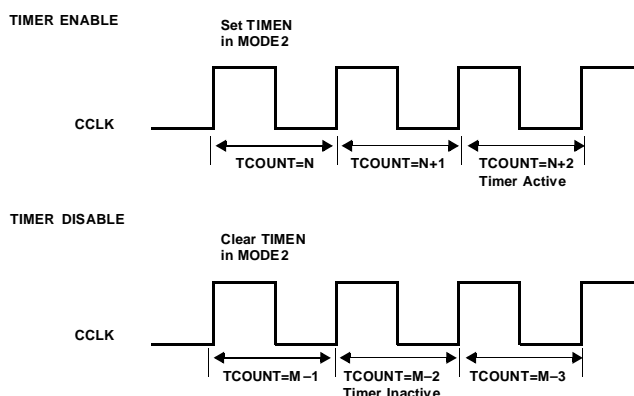 TIMER ENABLE
Set TIMEN
in MODE2
CCLK
TCOUNT=N
TCOUNT=N+1
TCOUNT=N+2
Timer Active
TIMER DISABLE
Clear TIMEN
in MODE2
CCLK
TCOUNT=M–1
TCOUNT=M–2
Timer Inactive
TCOUNT=M–3